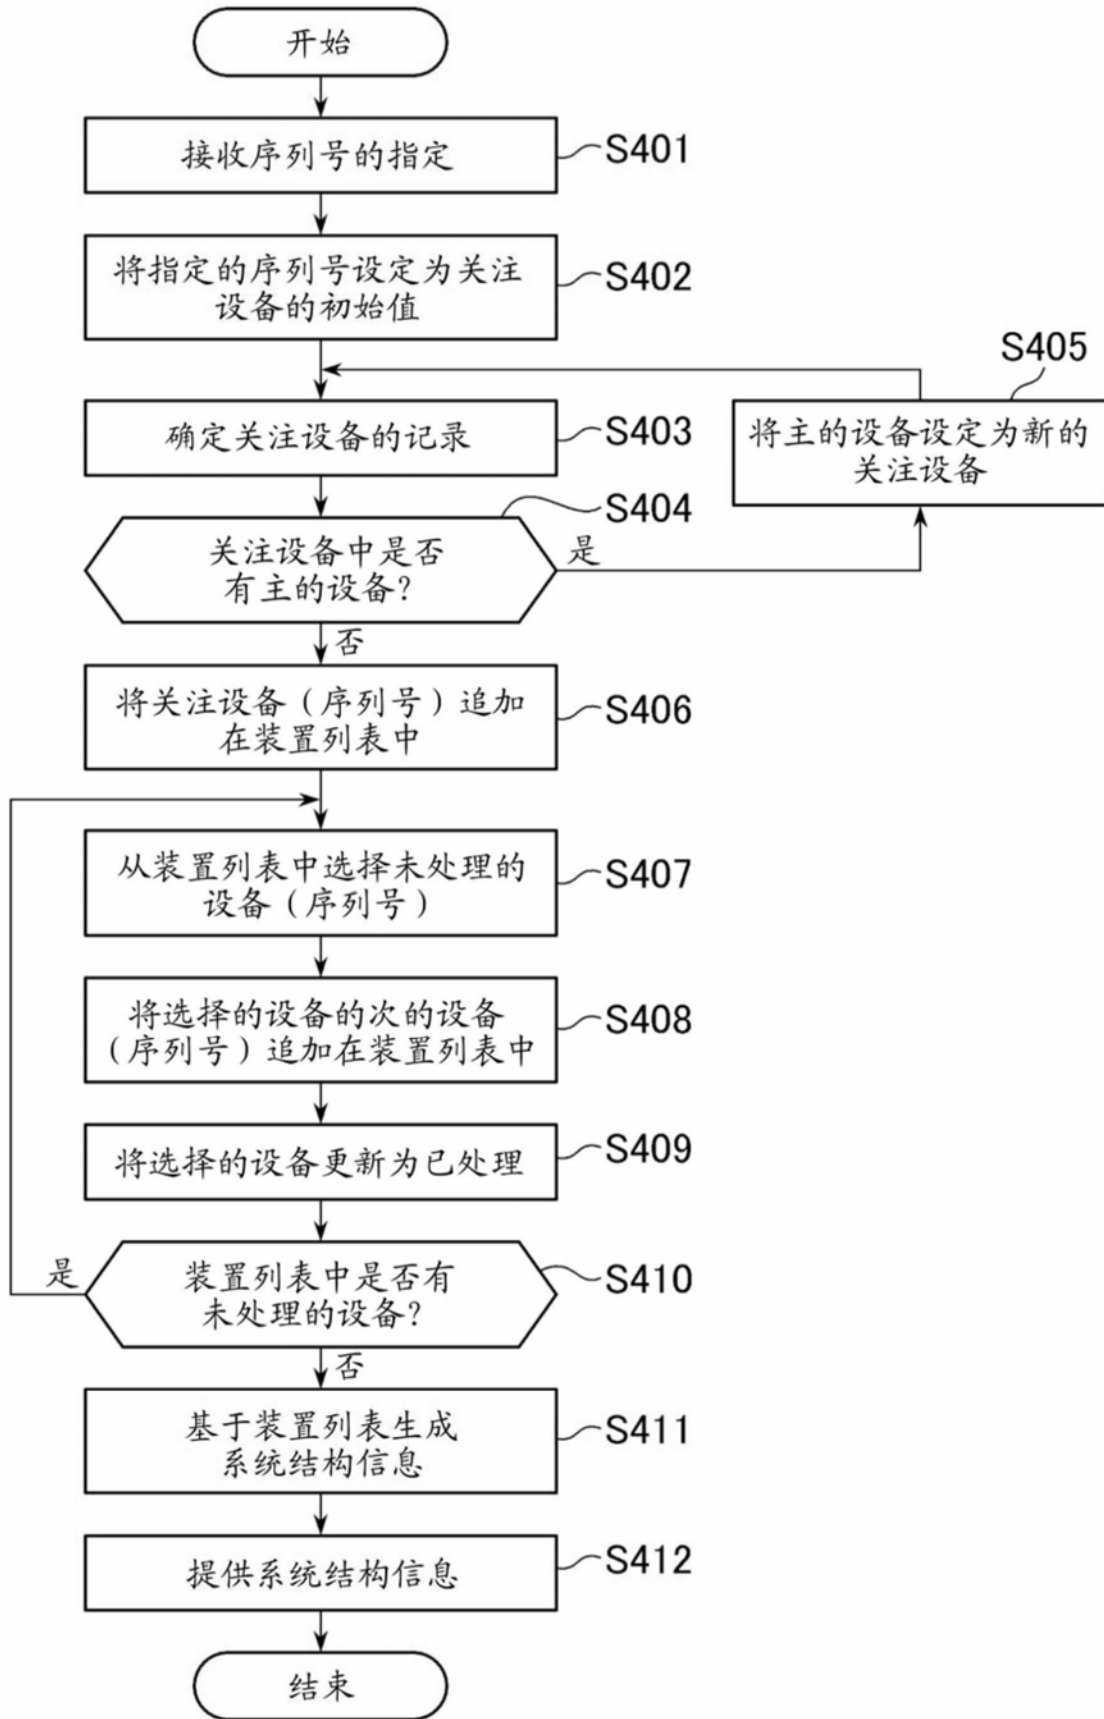 开始
接收序列号的指定
S401
将指定的序列号设定为关注
设备的初始值
S402
S405
将主的设备设定为新的
关注设备
确定关注设备的记录
S403
S404
关注设备中是否
有主的设备?
是
否
将关注设备(序列号)追加
在装置列表中
S406
从装置列表中选择未处理的
设备(序列号)
S407
将选择的设备的次的设备
(序列号)追加在装置列表中
S408
将选择的设备更新为已处理
S409
是
装置列表中是否有
未处理的设备?
S410
否
基于装置列表生成
系统结构信息
S411
提供系统结构信息
S412
结束